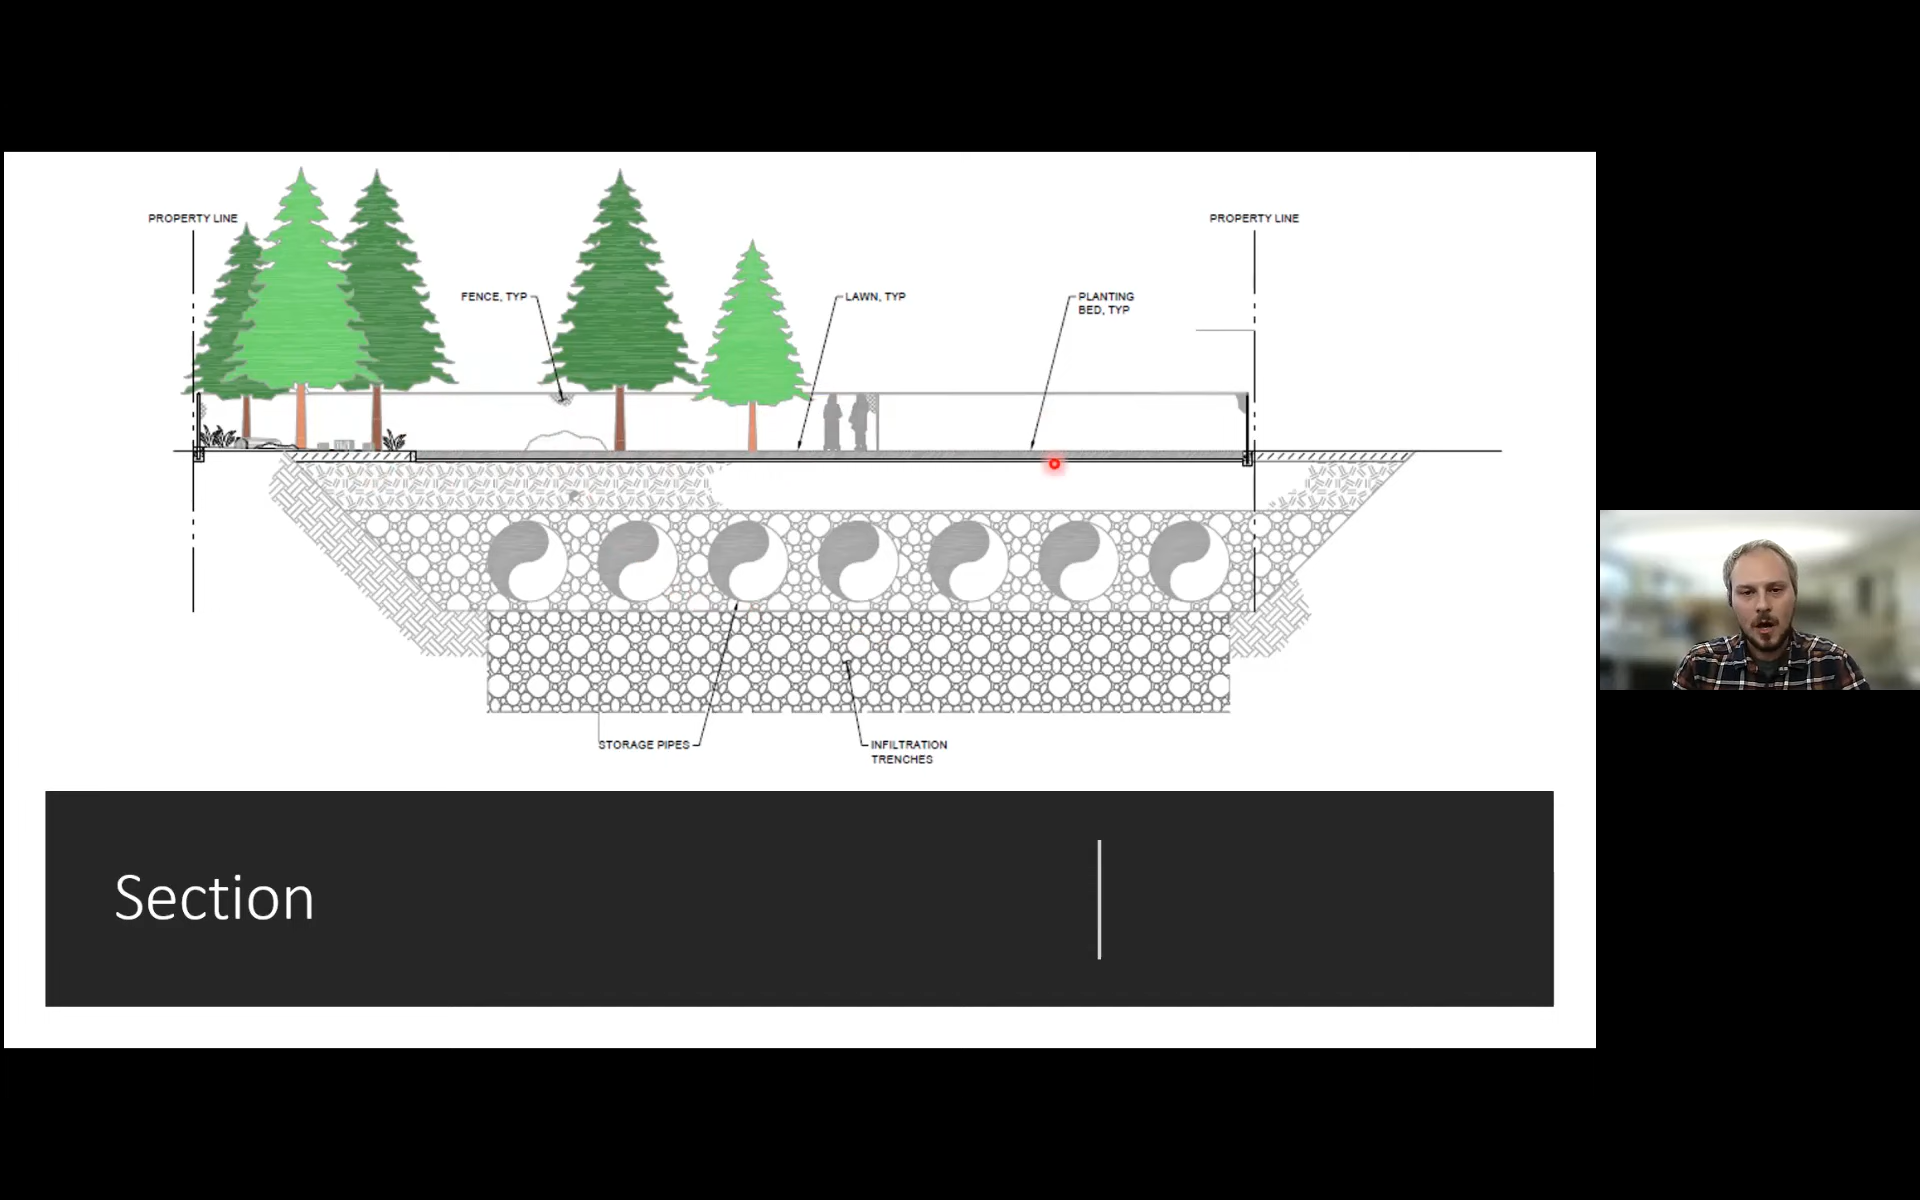 PROPERTY LINE
PROPERTY LINE
FENCE, TYP
LAWN, TYP
PLANTING
BED, TYP
STORAGE PIPES
INFILTRATION
TRENCHES
Section